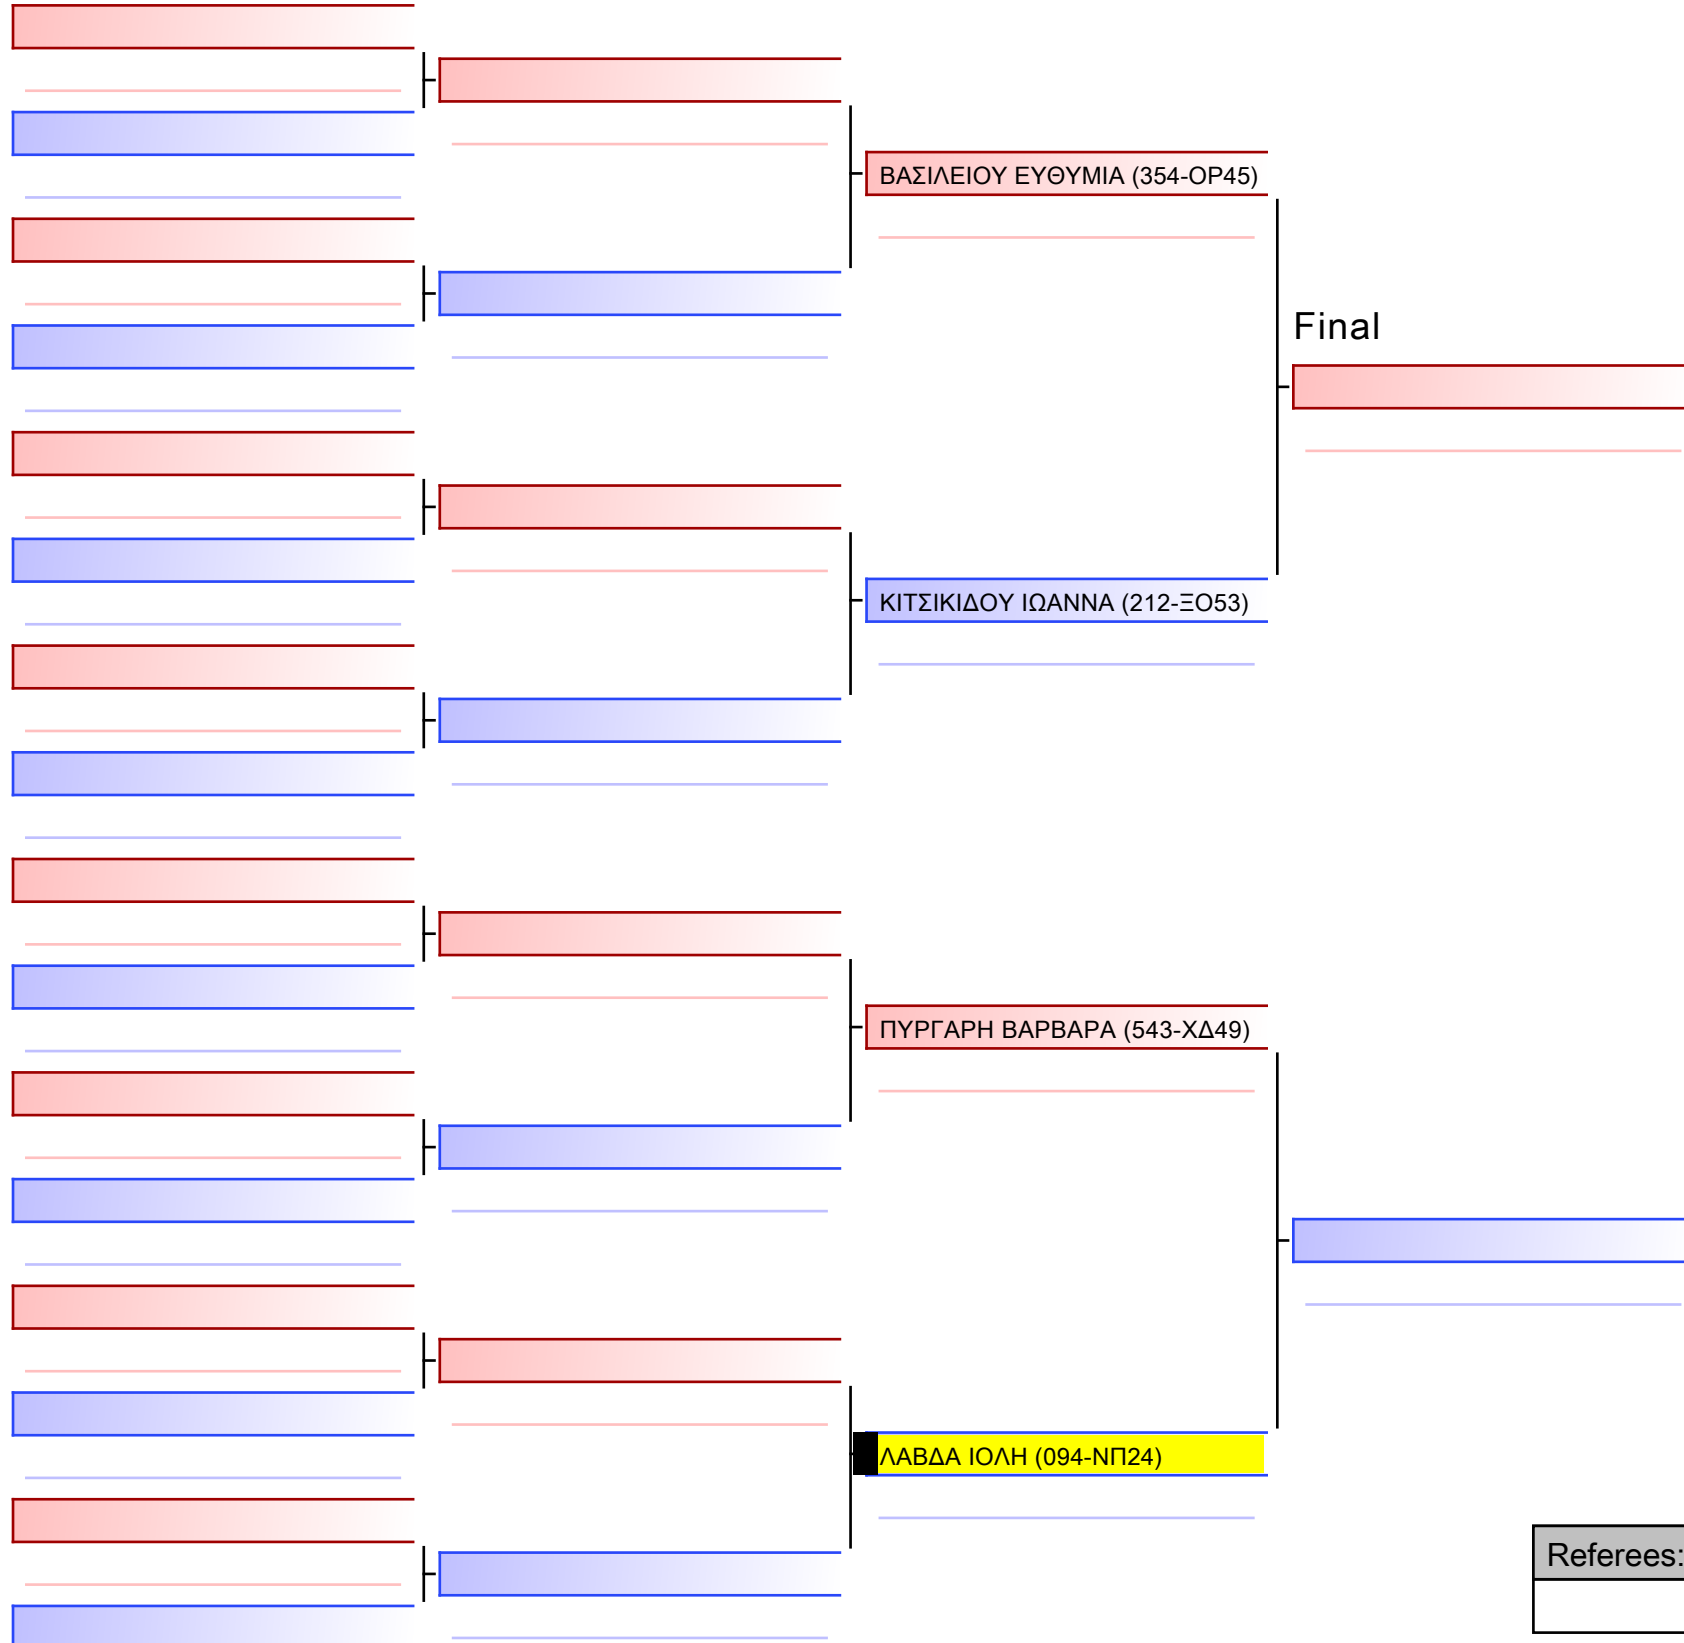 ΒΑΣΙΛΕΙΟΥ ΕΥΘΥΜΙΑ (354-ΟΡ45)
Final
ΚΙΤΣΙΚΙΔΟΥ ΙΩΑΝΝΑ (212-ΞΟ53)
ΠΥΡΓΑΡΗ ΒΑΡΒΑΡΑ (543-ΧΔ49)
ΛΑΒΔΑ ΙΟΛΗ (094-ΝΠ24)
Referees: